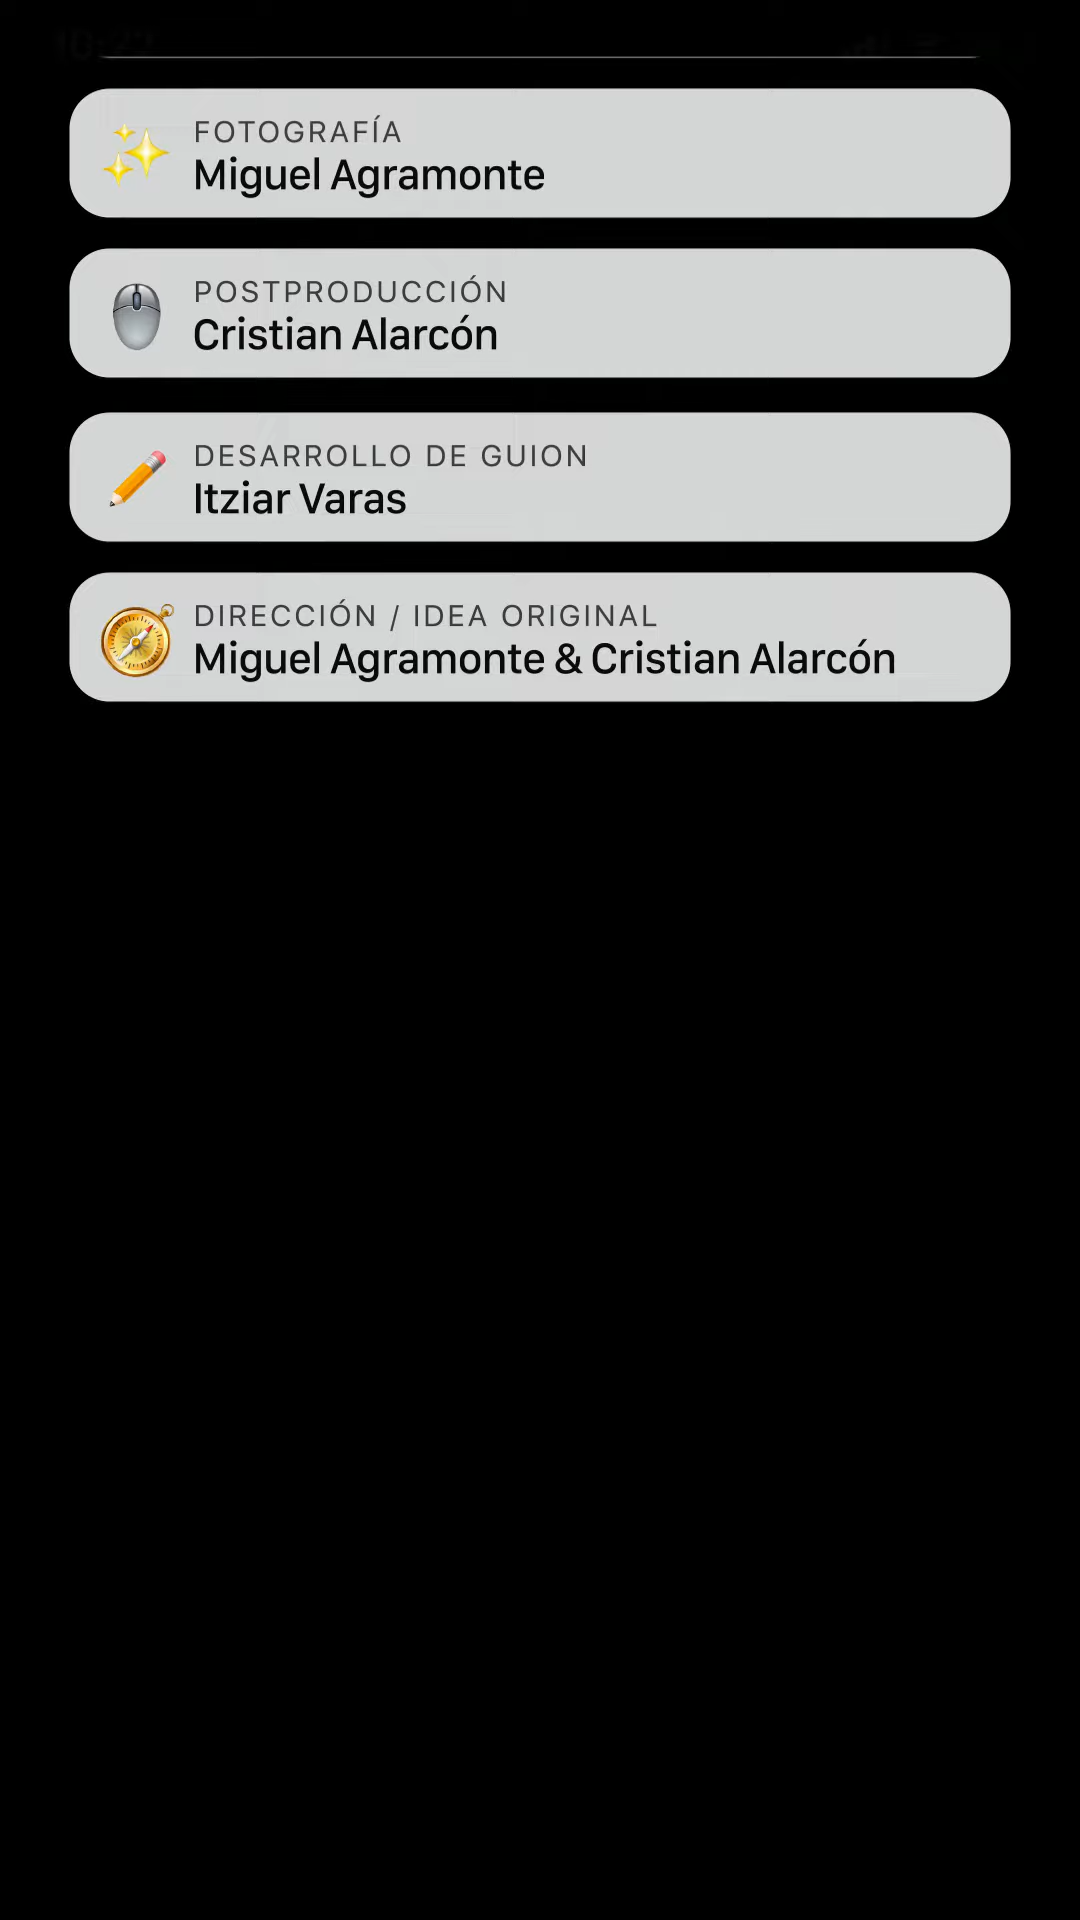 FOTOGRAFÍA
Miguel Agramonte
POSTPRODUCCIÓN
Cristian Alarcón
DESARROLLO DE GUION
Itziar Varas
DIRECCIÓN / IDEA ORIGINAL
Miguel Agramonte & Cristian Alarcón